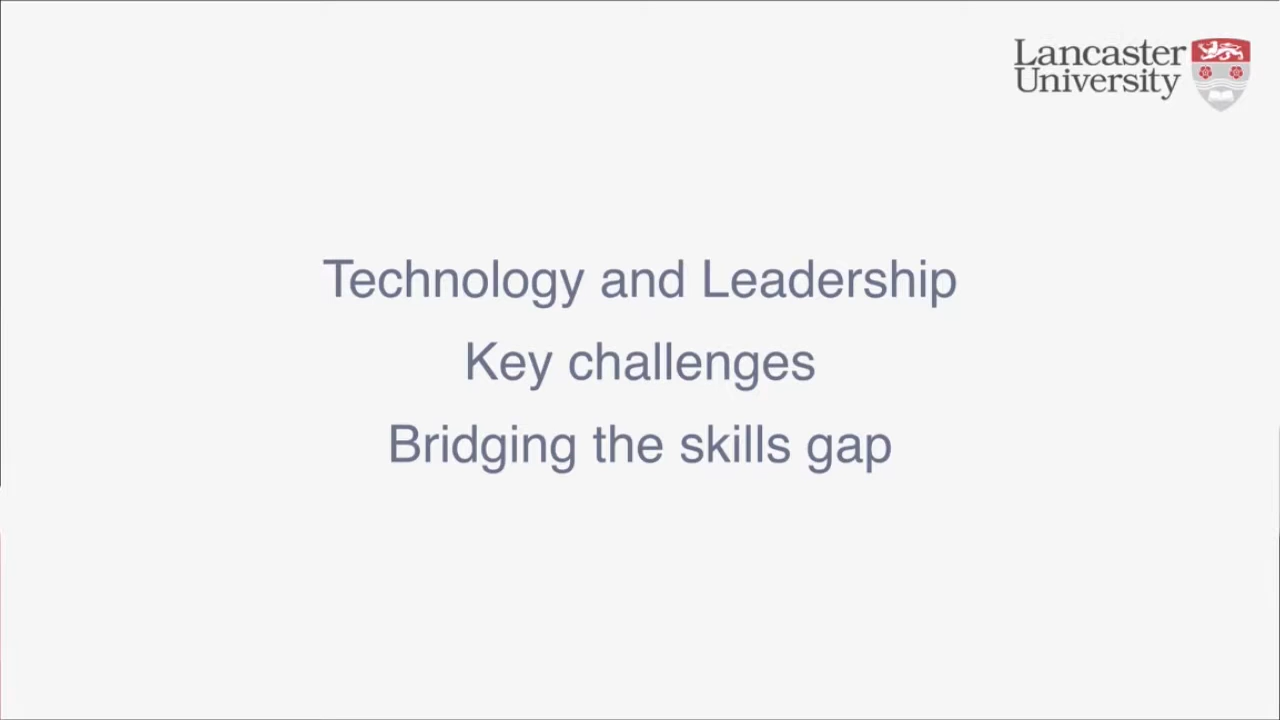 Lancaster
University
Technology and Leadership
Key challenges
Bridging the skills gap